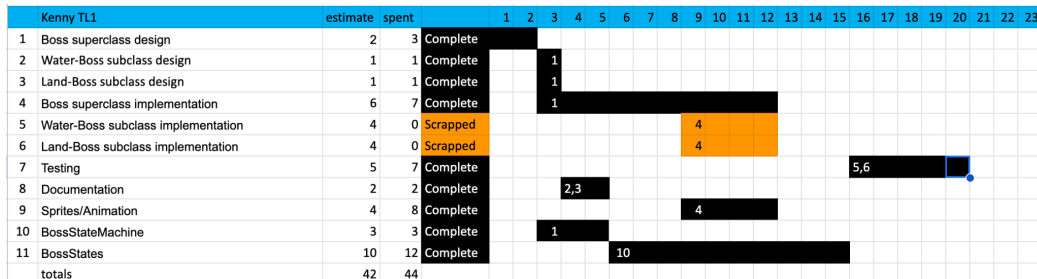 Kenny TL1 estimate spent 1 2 3 4 5 6 7 8 9 10 11 12 13 14 15 16 17 18 19 20 21 22 23
1 Boss superclass design 2 3 Complete
2 Water-Boss subclass design 1 1 Complete 1
3 Land-Boss subclass design 1 1 Complete 1
4 Boss superclass implementation 6 7 Complete 1
5 Water-Boss subclass implementation 4 0 Scrapped 4
6 Land-Boss subclass implementation 4 0 Scrapped 4
7 Testing 5 7 Complete 5,6
8 Documentation 2 2 Complete 2,3
9 Sprites/Animation 4 8 Complete 4
10 BossStateMachine 3 3 Complete 1
11 BossStates 10 12 Complete 10
totals 42 44